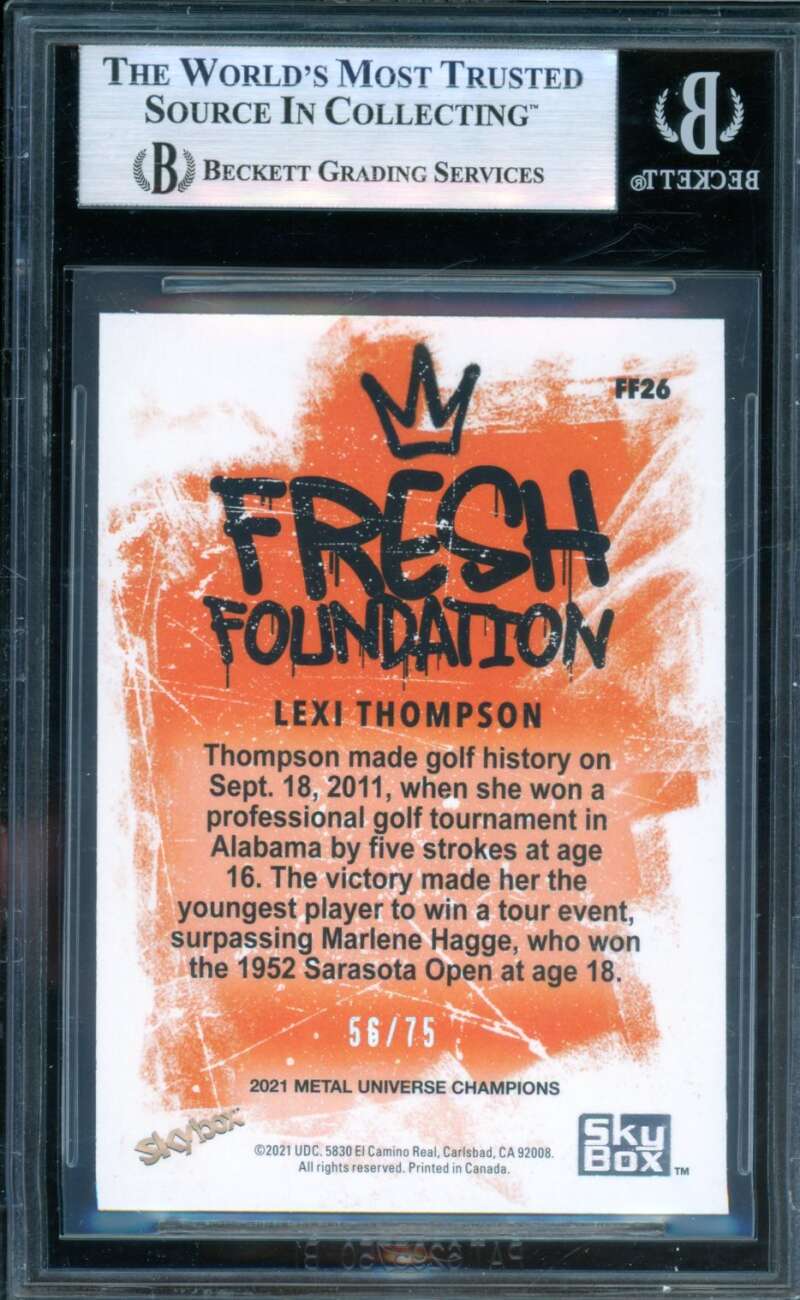 THE WORLD'S MOST TRUSTED
SOURCE IN COLLECTING™
B BECKETT GRADING SERVICES
B
BECKETT®
FF26
FRESH
FOUNDATION
LEXI THOMPSON
Thompson made golf history on
Sept. 18, 2011, when she won a
professional golf tournament in
Alabama by five strokes at age
16. The victory made her the
youngest player to win a tour event,
surpassing Marlene Hagge, who won
the 1952 Sarasota Open at age 18.
56/75
2021 METAL UNIVERSE CHAMPIONS
Skybox™
©2021 UDC. 5830 El Camino Real, Carlsbad, CA 92008.
All rights reserved. Printed in Canada.
Sky
Box™